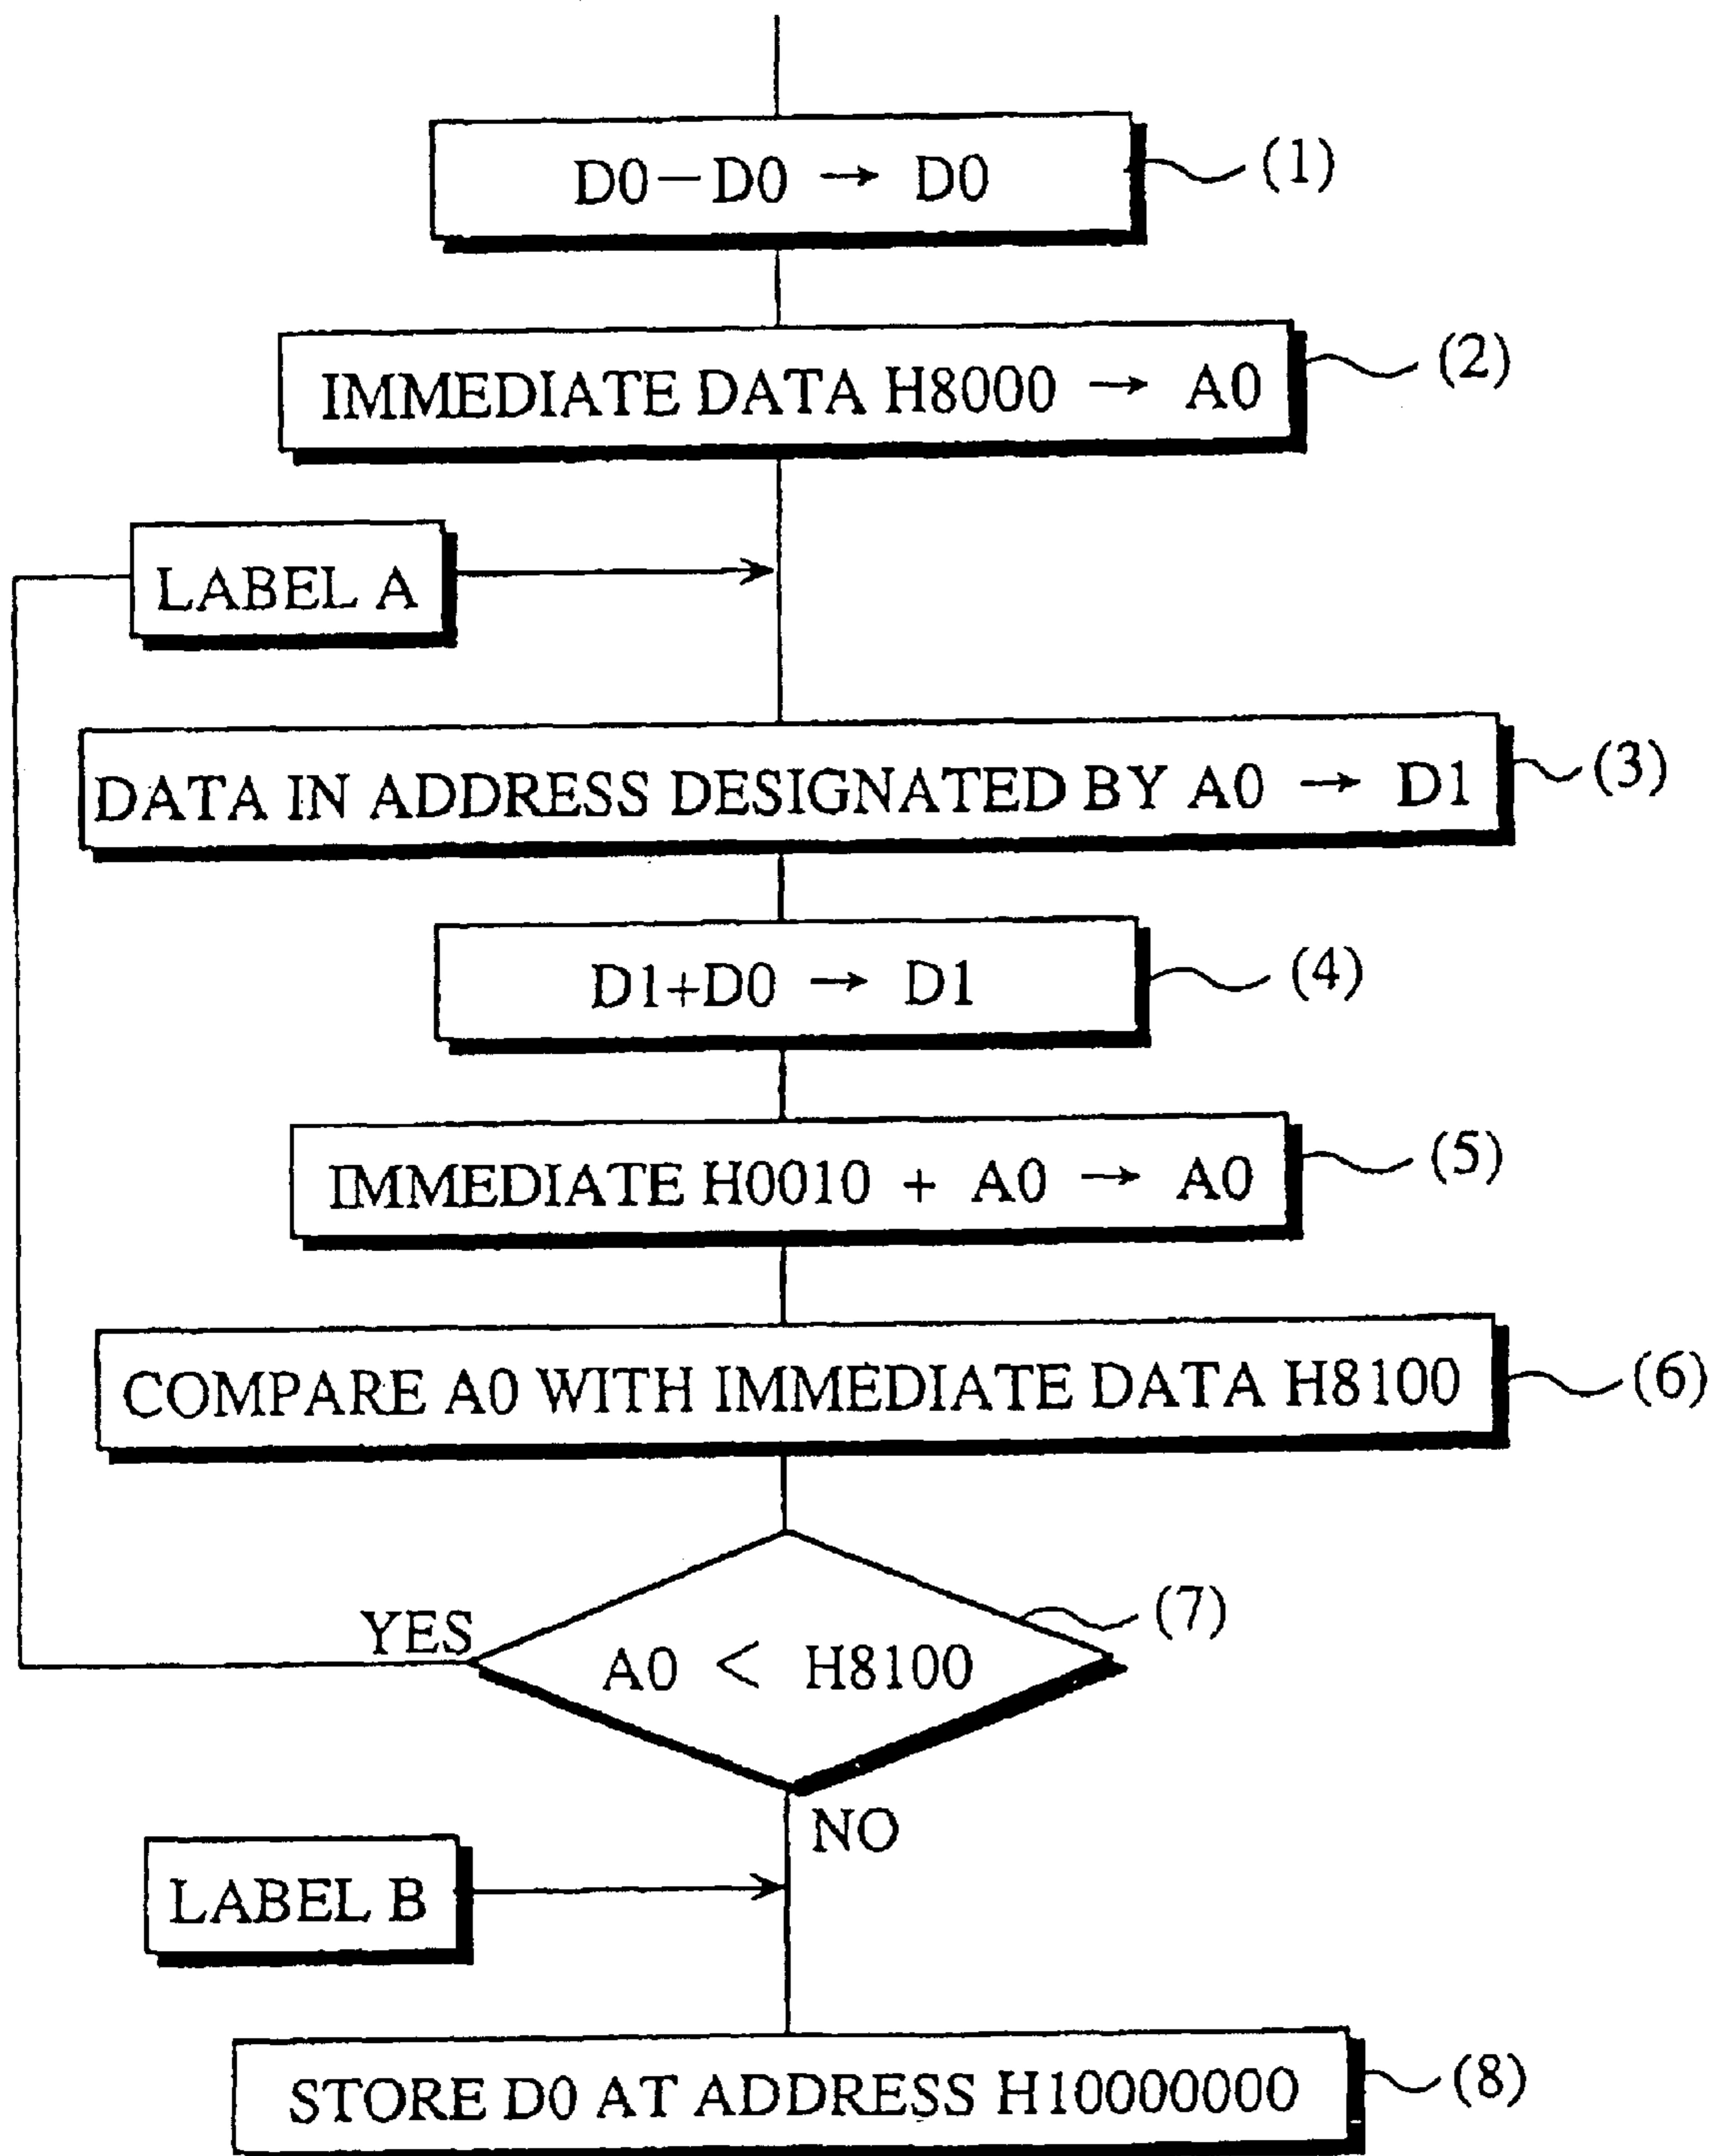 D0－D0 → D0
(1)
IMMEDIATE DATA H8000 → A0
(2)
LABEL A
DATA IN ADDRESS DESIGNATED BY A0 → D1
(3)
D1+D0 → D1
(4)
IMMEDIATE H0010 + A0 → A0
(5)
COMPARE A0 WITH IMMEDIATE DATA H8100
(6)
YES
A0 < H8100
(7)
NO
LABEL B
STORE D0 AT ADDRESS H10000000
(8)